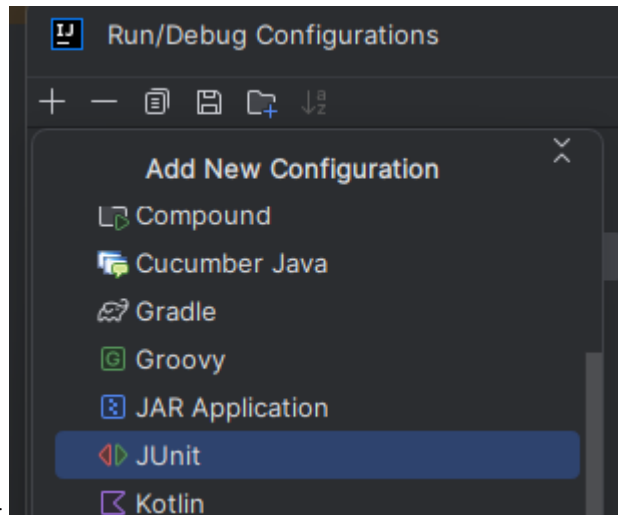 IJ
Run/Debug Configurations
Add New Configuration
Compound
Cucumber Java
Gradle
G Groovy
JAR Application
JUnit
Kotlin